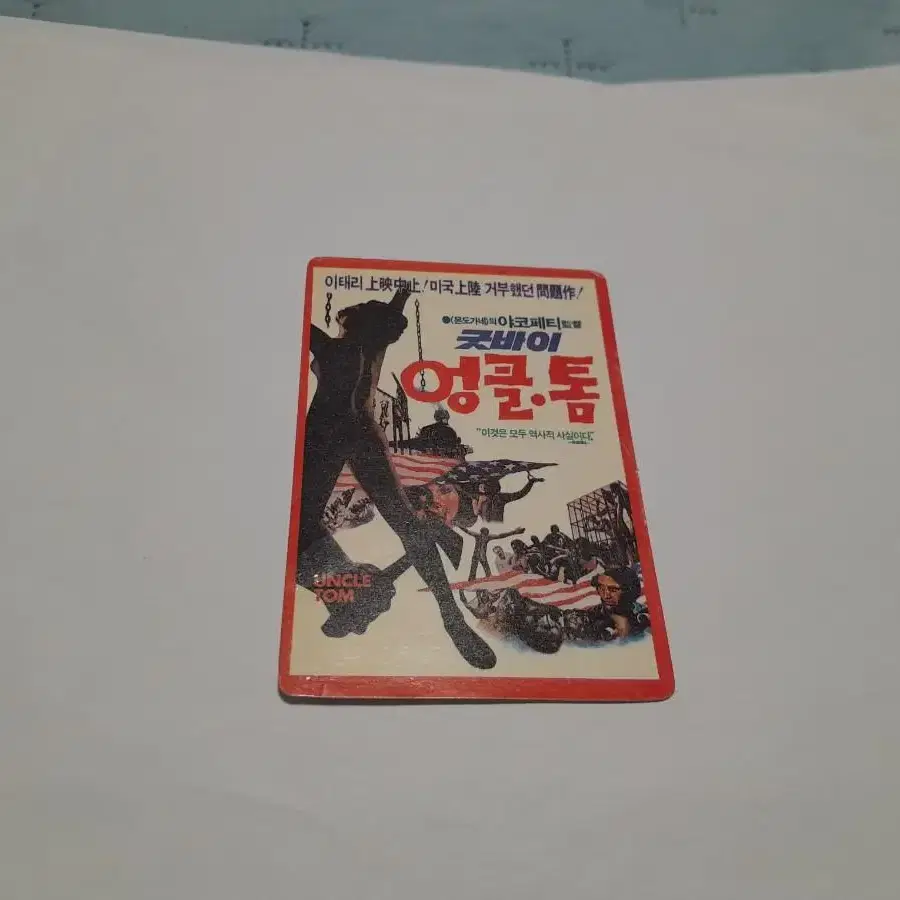 이태리 上映中止! 미국 上陸 거부했던 問題作!
●〈몬도가네〉의 야코페티 監督
굿바이
엉클.톰
"이것은 모두 역사적 사실이다."
UNCLE
TOM